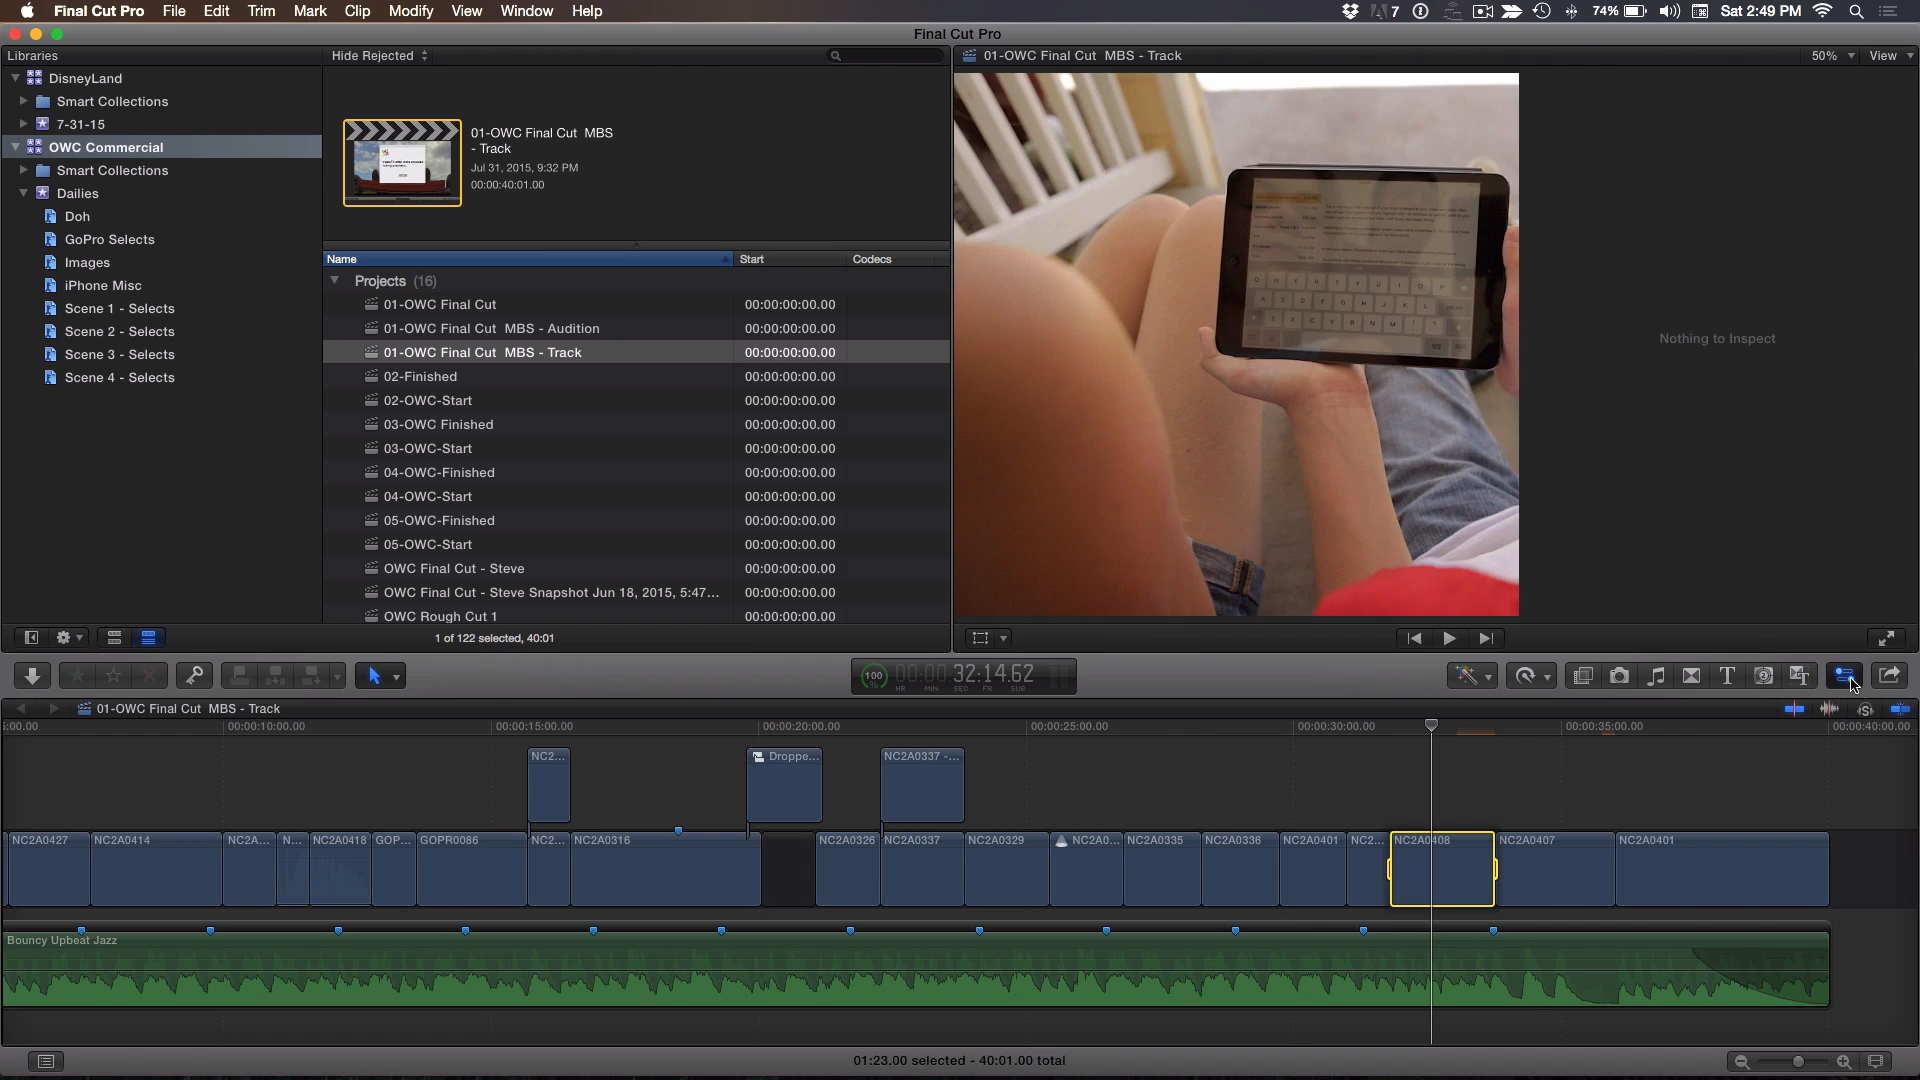 Final Cut Pro File Edit Trim Mark Clip Modify View Window Help 7 74% Sat 2:49 PM
Final Cut Pro
Libraries
DisneyLand
Smart Collections
7-31-15
OWC Commercial
Smart Collections
Dailies
Doh
GoPro Selects
Images
iPhone Misc
Scene 1 - Selects
Scene 2 - Selects
Scene 3 - Selects
Scene 4 - Selects
Hide Rejected
01-OWC Final Cut MBS
- Track
Jul 31, 2015, 9:32 PM
00:00:40:01.00
Name Start Codecs
Projects (16)
01-OWC Final Cut 00:00:00:00.00
01-OWC Final Cut MBS - Audition 00:00:00:00.00
01-OWC Final Cut MBS - Track 00:00:00:00.00
02-Finished 00:00:00:00.00
02-OWC-Start 00:00:00:00.00
03-OWC Finished 00:00:00:00.00
03-OWC-Start 00:00:00:00.00
04-OWC-Finished 00:00:00:00.00
04-OWC-Start 00:00:00:00.00
05-OWC-Finished 00:00:00:00.00
05-OWC-Start 00:00:00:00.00
OWC Final Cut - Steve 00:00:00:00.00
OWC Final Cut - Steve Snapshot Jun 18, 2015, 5:47... 00:00:00:00.00
OWC Rough Cut 1 00:00:00:00.00
1 of 122 selected, 40:01
01-OWC Final Cut MBS - Track 50% View
Nothing to Inspect
100 % 00:00:32:14.62
HR MIN SEC FR SUB
01-OWC Final Cut MBS - Track
5:00.00 00:00:10:00.00 00:00:15:00.00 00:00:20:00.00 00:00:25:00.00 00:00:30:00.00 00:00:35:00.00 00:00:40:00.00
NC2... Droppe... NC2A0337 -...
NC2A0427 NC2A0414 NC2A... N... NC2A0418 GOP... GOPR0086 NC2... NC2A0316 NC2A0326 NC2A0337 NC2A0329 NC2A0... NC2A0335 NC2A0336 NC2A0401 NC2... NC2A0408 NC2A0407 NC2A0401
Bouncy Upbeat Jazz
01:23.00 selected - 40:01.00 total